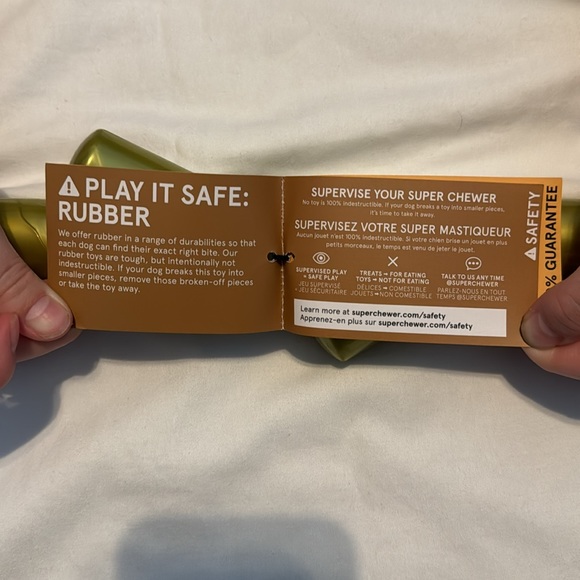 PLAY IT SAFE:
RUBBER
We offer rubber in a range of durabilities so that
each dog can find their exact right bite. Our
rubber toys are tough, but intentionally not
indestructible. If your dog breaks this toy into
smaller pieces, remove those broken-off pieces
or take the toy away.
SUPERVISE YOUR SUPER CHEWER
No toy is 100% indestructible. If your dog breaks a toy into smaller pieces,
it's time to take it away.
SUPERVISEZ VOTRE SUPER MASTIQUEUR
Aucun jouet n'est 100% indestructible. Si votre chien brise un jouet en plus
petits morceaux, le temps est venu de jeter le jouet.
SUPERVISED PLAY
= SAFE PLAY
JEU SUPERVISÉ
= JEU SÉCURITAIRE
TREATS = FOR EATING
TOYS = NOT FOR EATING
DÉLICES = COMESTIBLE
JOUETS = NON COMESTIBLE
TALK TO US ANY TIME
@SUPERCHEWER
PARLEZ-NOUS EN TOUT
TEMPS @SUPERCHEWER
Learn more at superchewer.com/safety
Apprenez-en plus sur superchewer.com/safety
SAFETY
% GUARANTEE